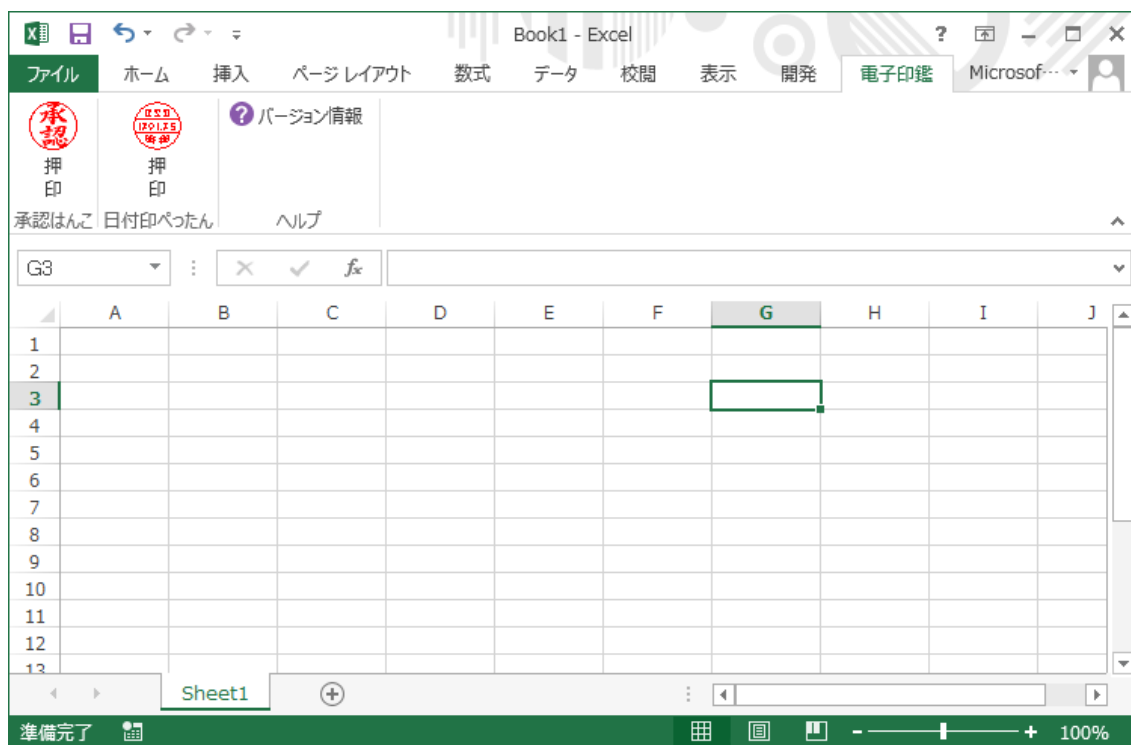 Book1 - Excel
?
ファイル ホーム 挿入 ページ レイアウト 数式 データ 校閲 表示 開発 電子印鑑 Microsof…
承認
押印
押印
? バージョン情報
承認はんこ 日付印ぺったん ヘルプ
G3 fx
A B C D E F G H I J
1
2
3
4
5
6
7
8
9
10
11
12
13
Sheet1
準備完了 100%